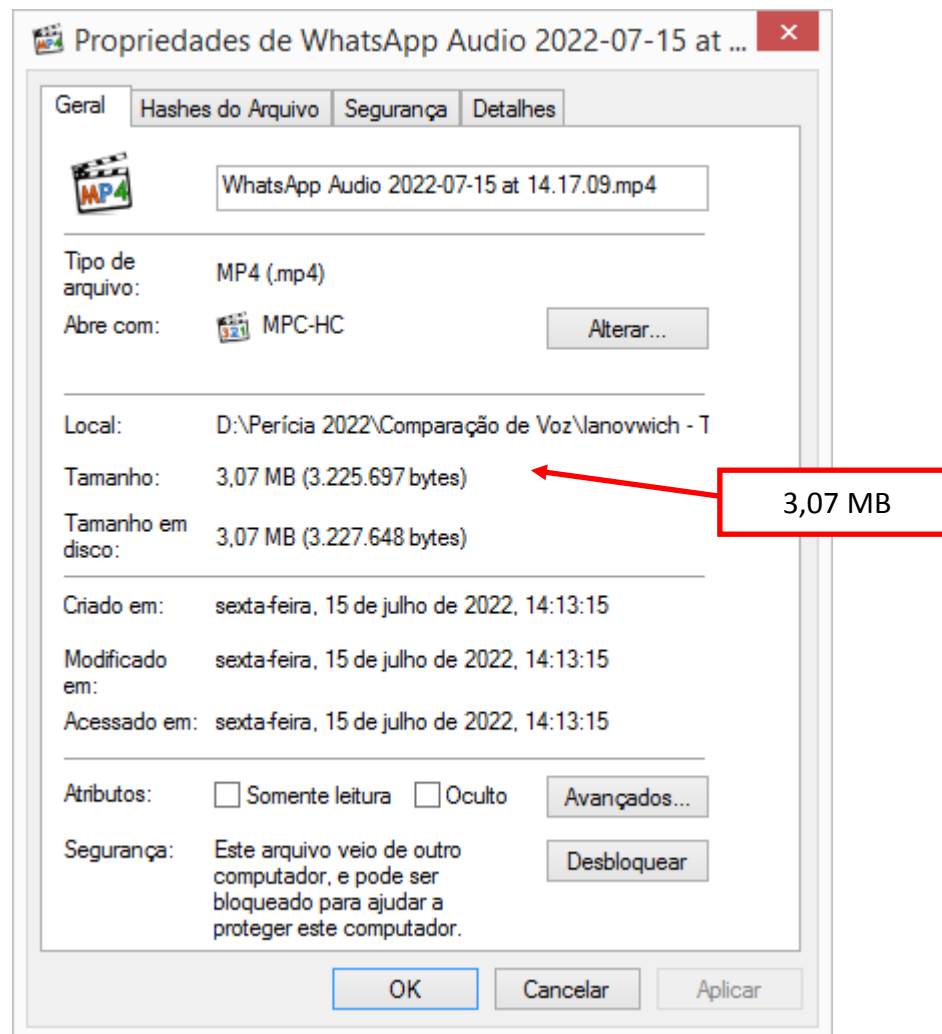 Propriedades de WhatsApp Audio 2022-07-15 at ...
Geral Hashes do Arquivo Segurança Detalhes
MP4
WhatsApp Audio 2022-07-15 at 14.17.09.mp4
Tipo de
arquivo:
MP4 (.mp4)
Abre com:
321
MPC-HC
Alterar...
Local:
D:\Perícia 2022\Comparação de Voz\Ianovwich - T
Tamanho:
3,07 MB (3.225.697 bytes)
3,07 MB
Tamanho em
disco:
3,07 MB (3.227.648 bytes)
Criado em:
sexta-feira, 15 de julho de 2022, 14:13:15
Modificado
em:
sexta-feira, 15 de julho de 2022, 14:13:15
Acessado em:
sexta-feira, 15 de julho de 2022, 14:13:15
Atributos:
Somente leitura
Oculto
Avançados...
Segurança:
Este arquivo veio de outro
computador, e pode ser
bloqueado para ajudar a
proteger este computador.
Desbloquear
OK
Cancelar
Aplicar